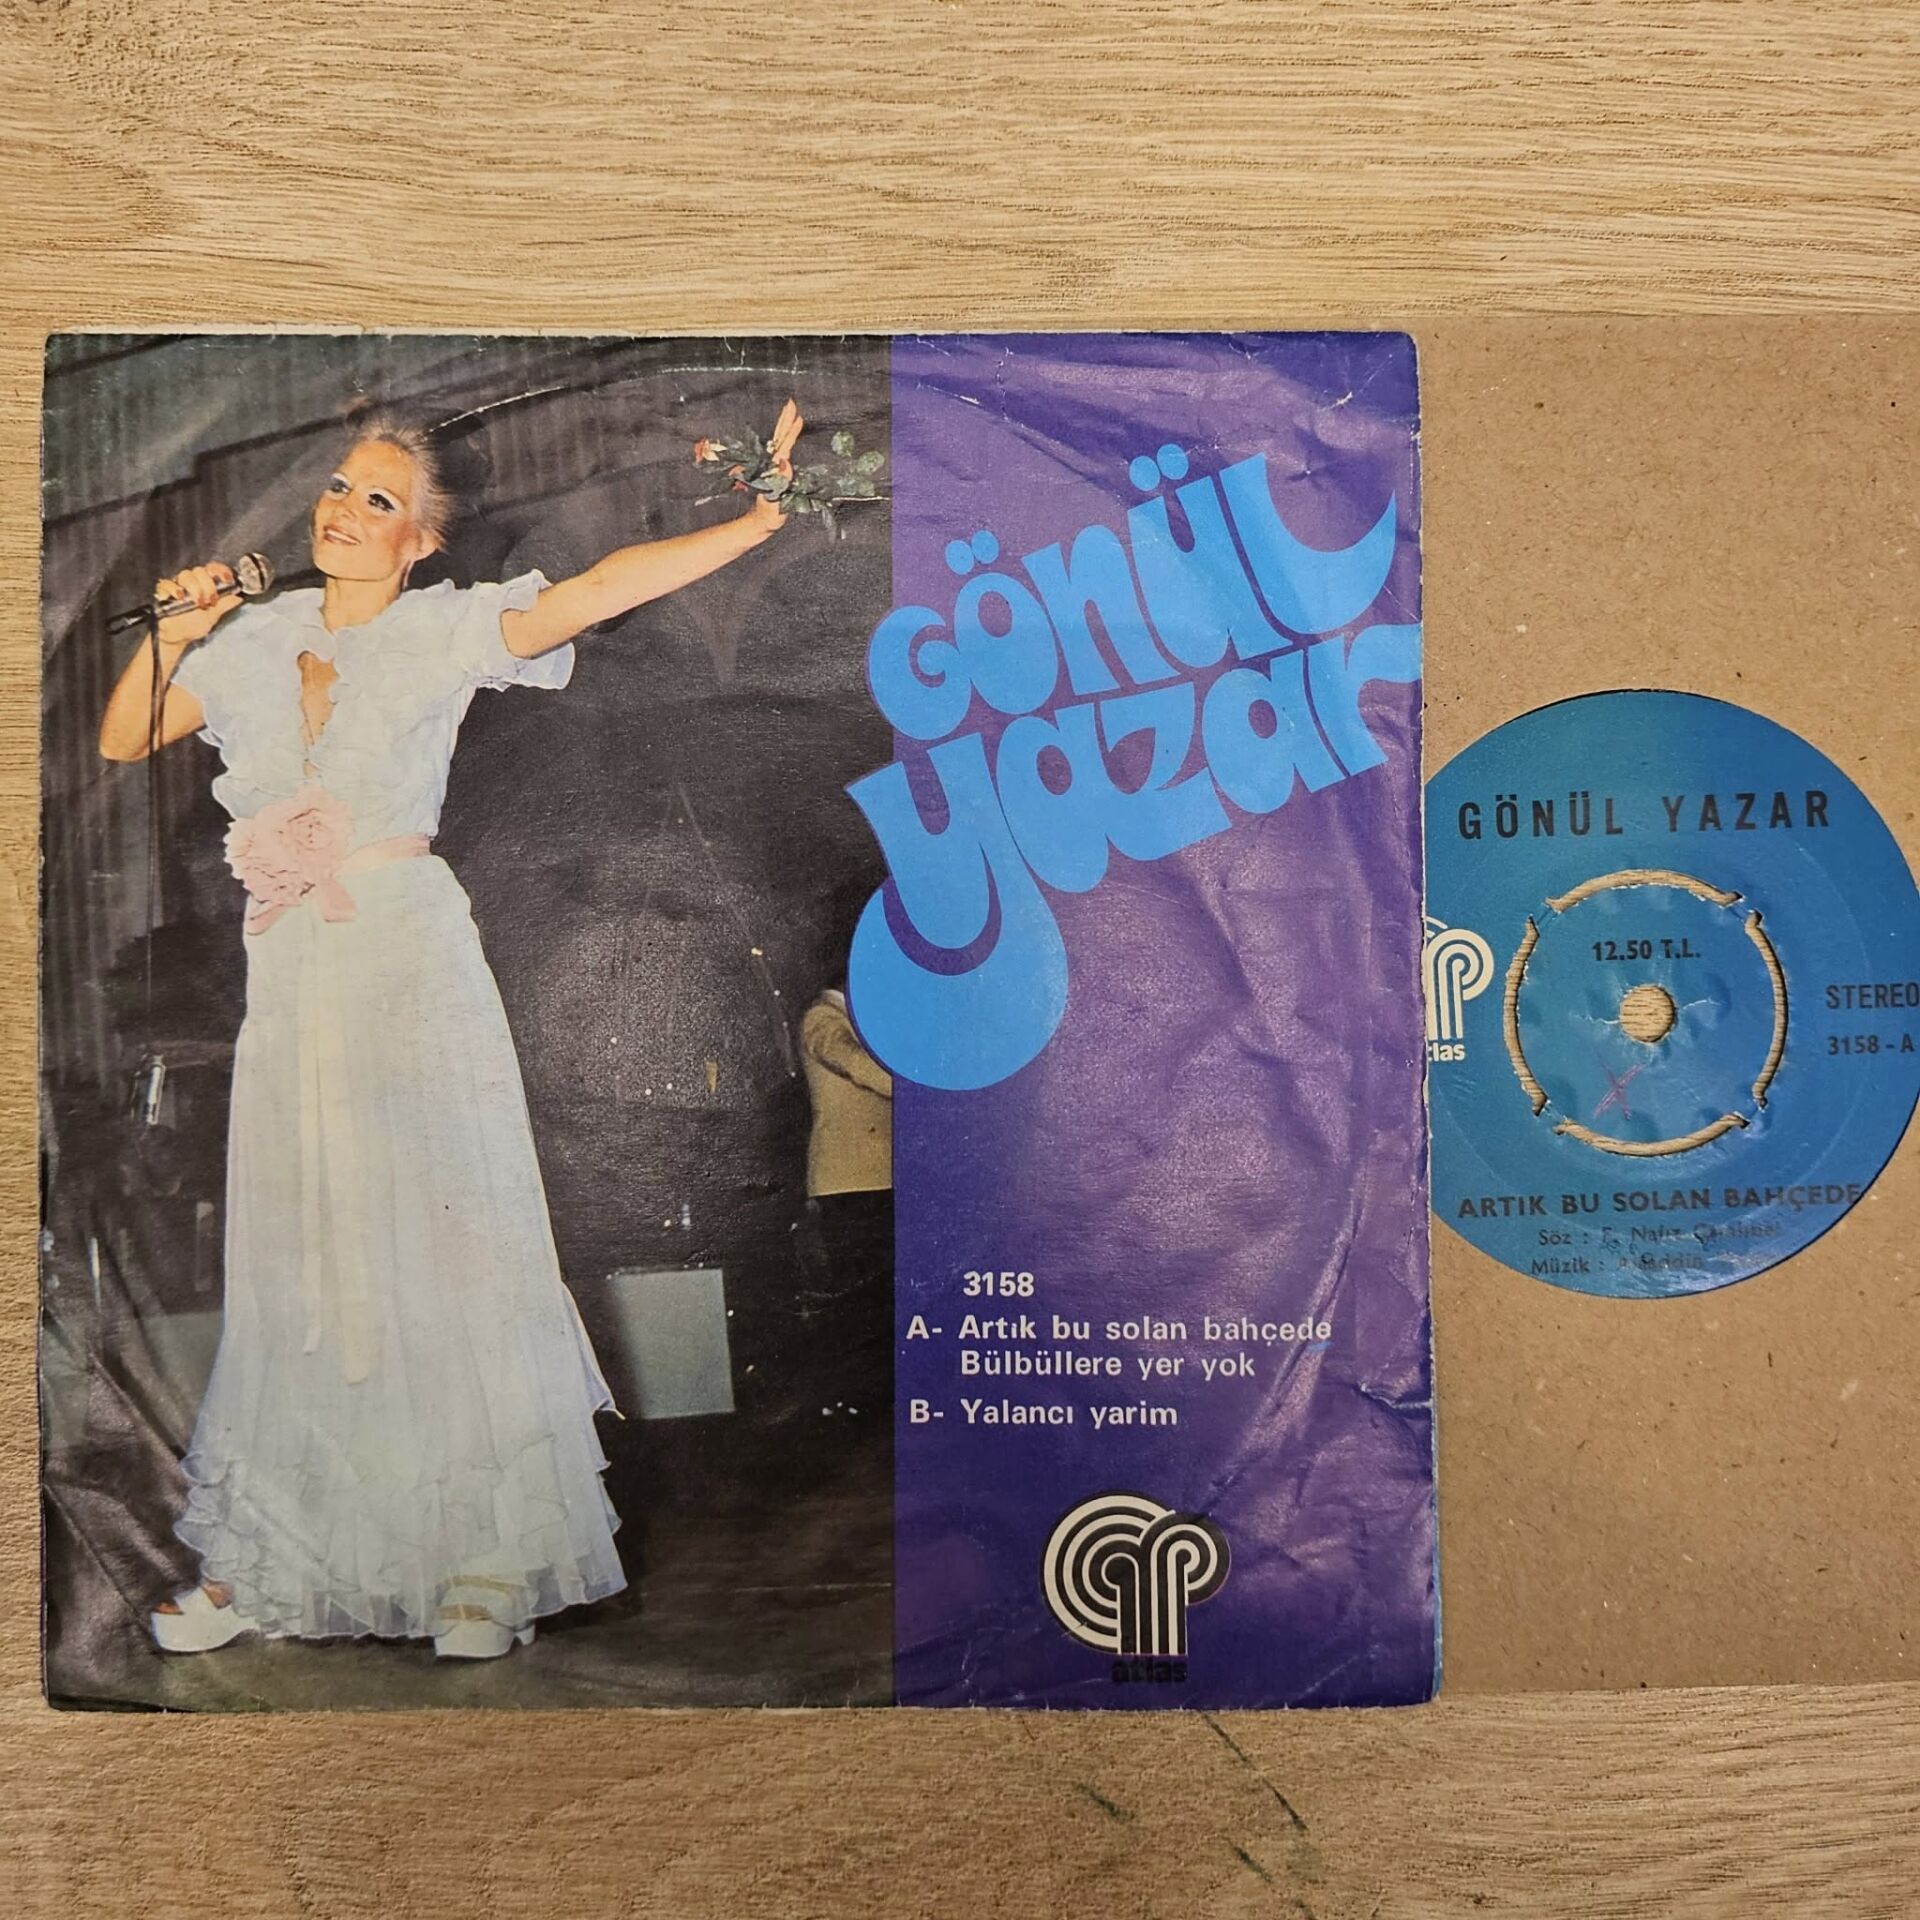 Gönül
yazar
3158
A- Artık bu solan bahçede
Bülbüllere yer yok
B- Yalancı yarim
atlas
GÖNÜL YAZAR
12.50 T.L.
STEREO
3158 - A
ARTIK BU SOLAN BAHÇEDE
Söz : F. Nafız
Müzik :